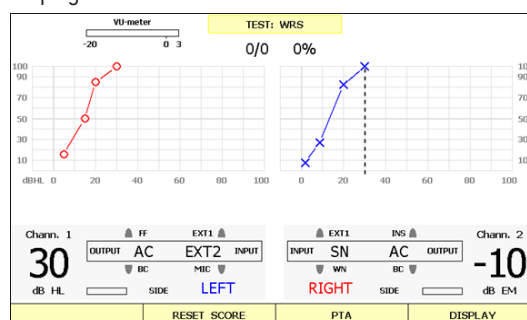 VU-meter
TEST: WRS
-20 0 3
0/0 0%
100
90
70
50
30
10
dBHL 0 20 40 60 80 100
0 20 40 60 80 100
90
70
50
30
10
Chann. 1
FF EXT1
OUTPUT AC EXT2 INPUT
BC MIC
30
dB HL
SIDE LEFT
EXT1 INS
INPUT SN AC OUTPUT
WN BC
RIGHT SIDE
Chann. 2
-10
dB EM
RESET SCORE PTA DISPLAY